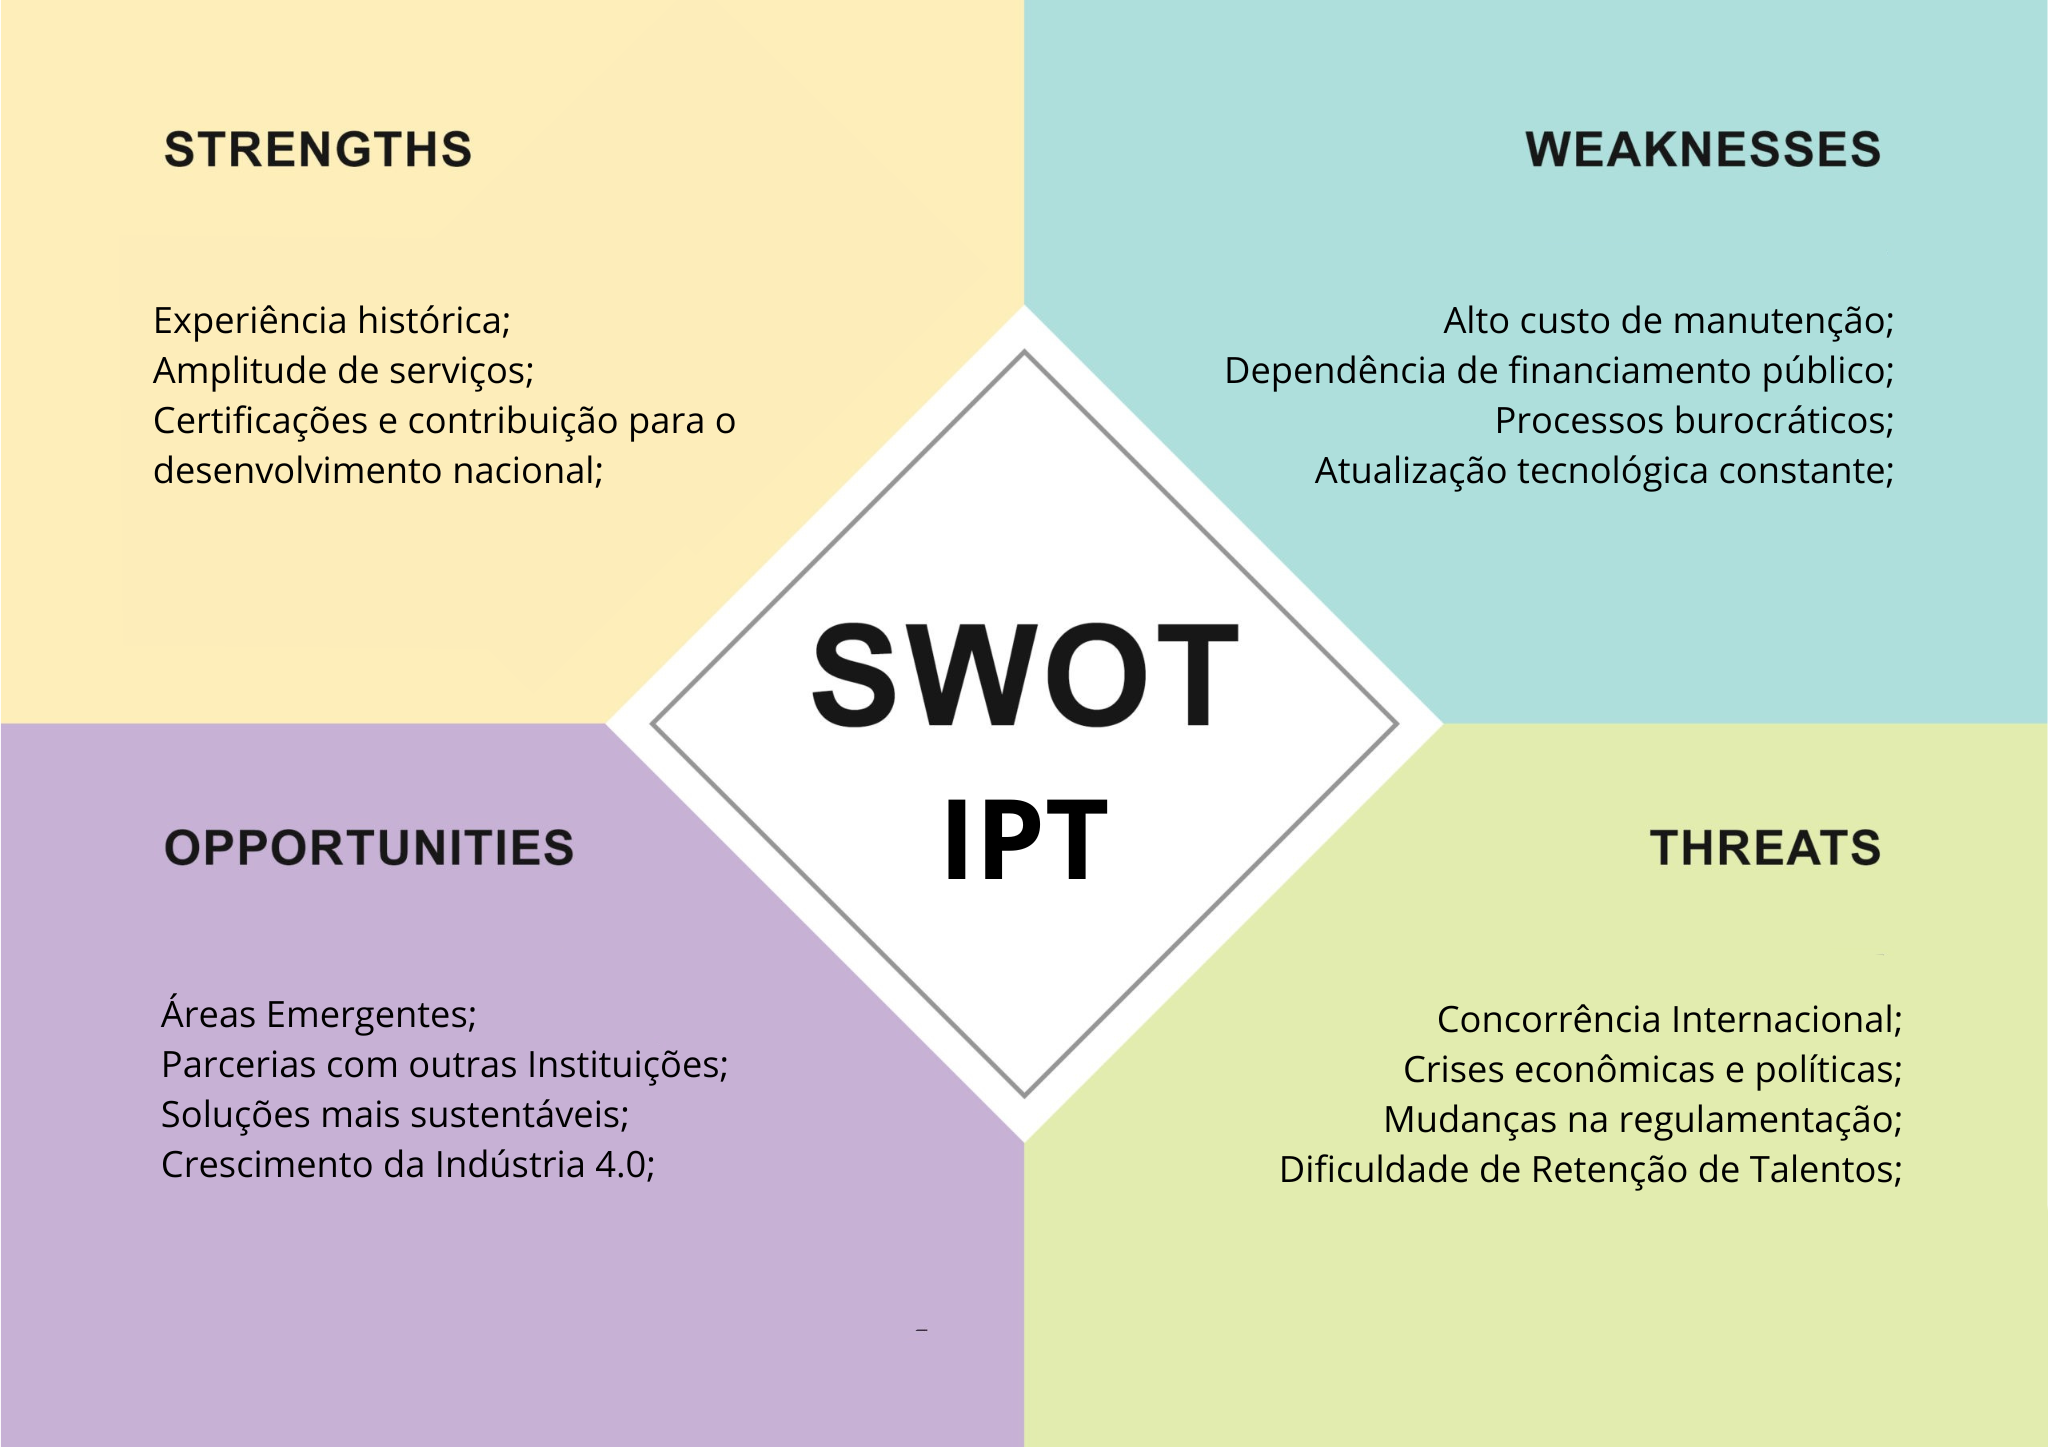 STRENGTHS
Experiência histórica;
Amplitude de serviços;
Certificações e contribuição para o
desenvolvimento nacional;
WEAKNESSES
Alto custo de manutenção;
Dependência de financiamento público;
Processos burocráticos;
Atualização tecnológica constante;
SWOT
IPT
OPPORTUNITIES
Áreas Emergentes;
Parcerias com outras Instituições;
Soluções mais sustentáveis;
Crescimento da Indústria 4.0;
THREATS
Concorrência Internacional;
Crises econômicas e políticas;
Mudanças na regulamentação;
Dificuldade de Retenção de Talentos;